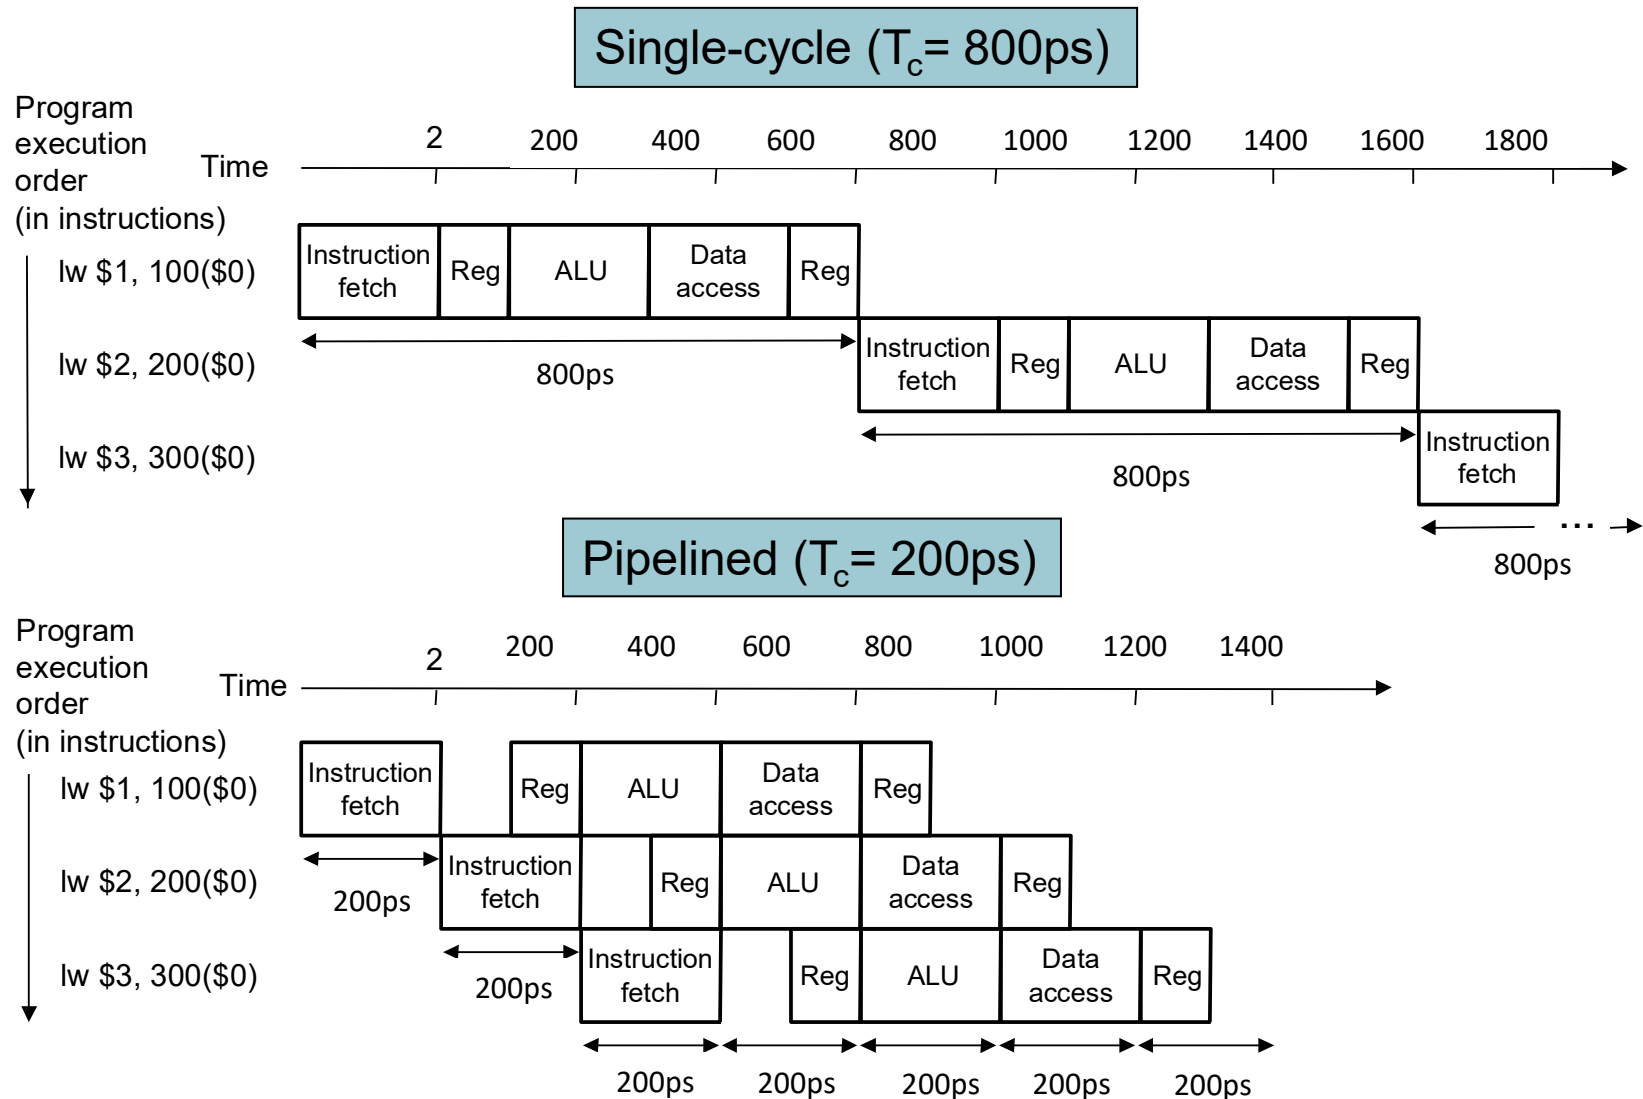 Single-cycle (Tc= 800ps)
Program
execution
order
(in instructions)
Time
2 200 400 600 800 1000 1200 1400 1600 1800
lw $1, 100($0)
Instruction
fetch
Reg
ALU
Data
access
Reg
800ps
lw $2, 200($0)
Instruction
fetch
Reg
ALU
Data
access
Reg
800ps
lw $3, 300($0)
Instruction
fetch
...
800ps
Pipelined (Tc= 200ps)
Program
execution
order
(in instructions)
Time
2 200 400 600 800 1000 1200 1400
lw $1, 100($0)
Instruction
fetch
Reg
ALU
Data
access
Reg
200ps
lw $2, 200($0)
Instruction
fetch
Reg
ALU
Data
access
Reg
200ps
lw $3, 300($0)
Instruction
fetch
Reg
ALU
Data
access
Reg
200ps 200ps 200ps 200ps 200ps